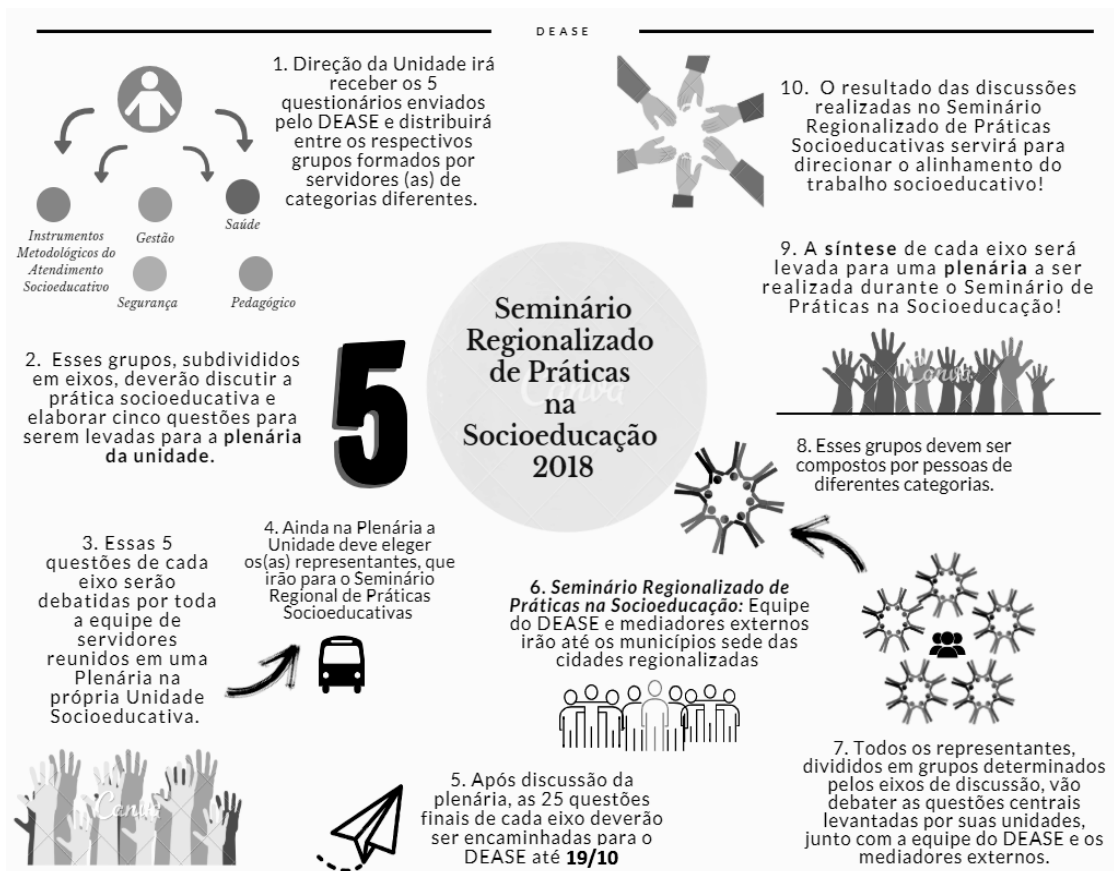 DEASE
1. Direção da Unidade irá
receber os 5
questionários enviados
pelo DEASE e distribuirá
entre os respectivos
grupos formados por
servidores (as) de
categorias diferentes.
Instrumentos
Metodológicos do
Atendimento
Socioeducativo
Gestão
Saúde
Segurança
Pedagógico
2. Esses grupos, subdivididos
em eixos, deverão discutir a
prática socioeducativa e
elaborar cinco questões para
serem levadas para a plenária
da unidade.
5
3. Essas 5
questões de cada
eixo serão
debatidas por toda
a equipe de
servidores
reunidos em uma
Plenária na
própria Unidade
Socioeducativa.
4. Ainda na Plenária a
Unidade deve eleger
os(as) representantes, que
irão para o Seminário
Regional de Práticas
Socioeducativas
5. Após discussão da
plenária, as 25 questões
finais de cada eixo deverão
ser encaminhadas para o
DEASE até 19/10
Seminário
Regionalizado
de Práticas
na
Socioeducação
2018
Canva
6. Seminário Regionalizado de
Práticas na Socioeducação: Equipe
do DEASE e mediadores externos
irão até os municípios sede das
cidades regionalizadas
7. Todos os representantes,
divididos em grupos determinados
pelos eixos de discussão, vão
debater as questões centrais
levantadas por suas unidades,
junto com a equipe do DEASE e os
mediadores externos.
8. Esses grupos devem ser
compostos por pessoas de
diferentes categorias.
9. A síntese de cada eixo será
levada para uma plenária a ser
realizada durante o Seminário de
Práticas na Socioeducação!
Canva
10. O resultado das discussões
realizadas no Seminário
Regionalizado de Práticas
Socioeducativas servirá para
direcionar o alinhamento do
trabalho socioeducativo!
Canva